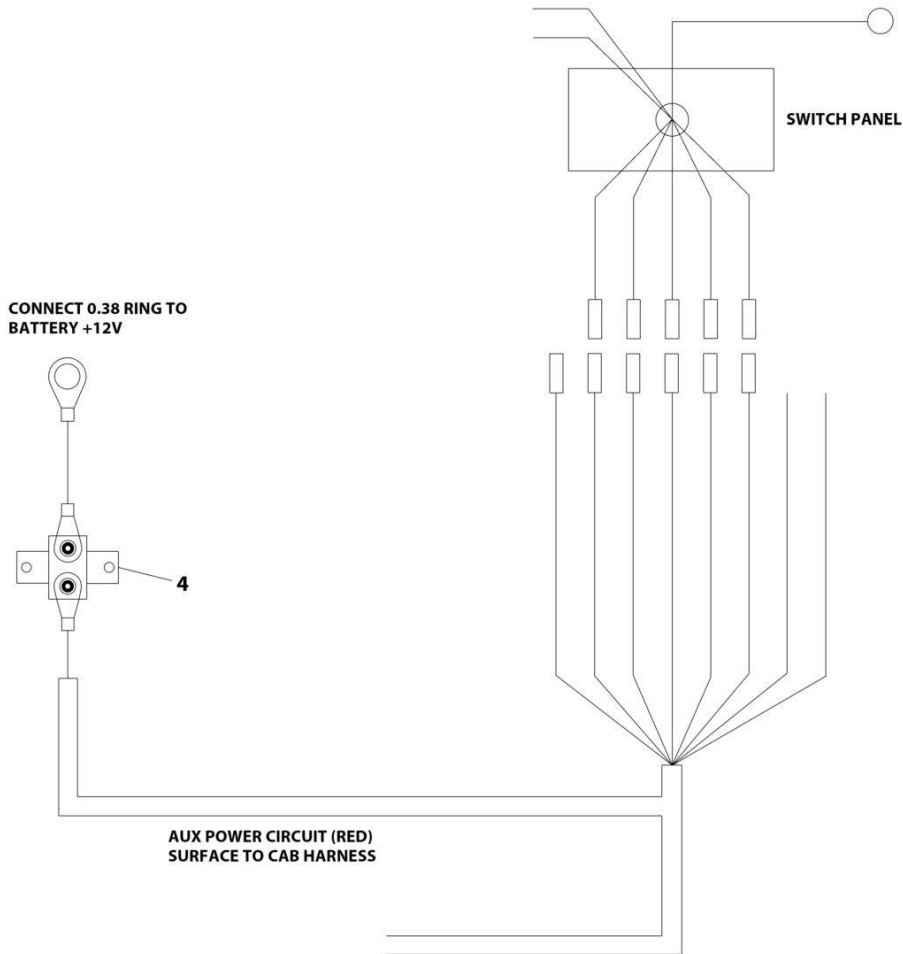 SWITCH PANEL
CONNECT 0.38 RING TO
BATTERY +12V
4
AUX POWER CIRCUIT (RED)
SURFACE TO CAB HARNESS